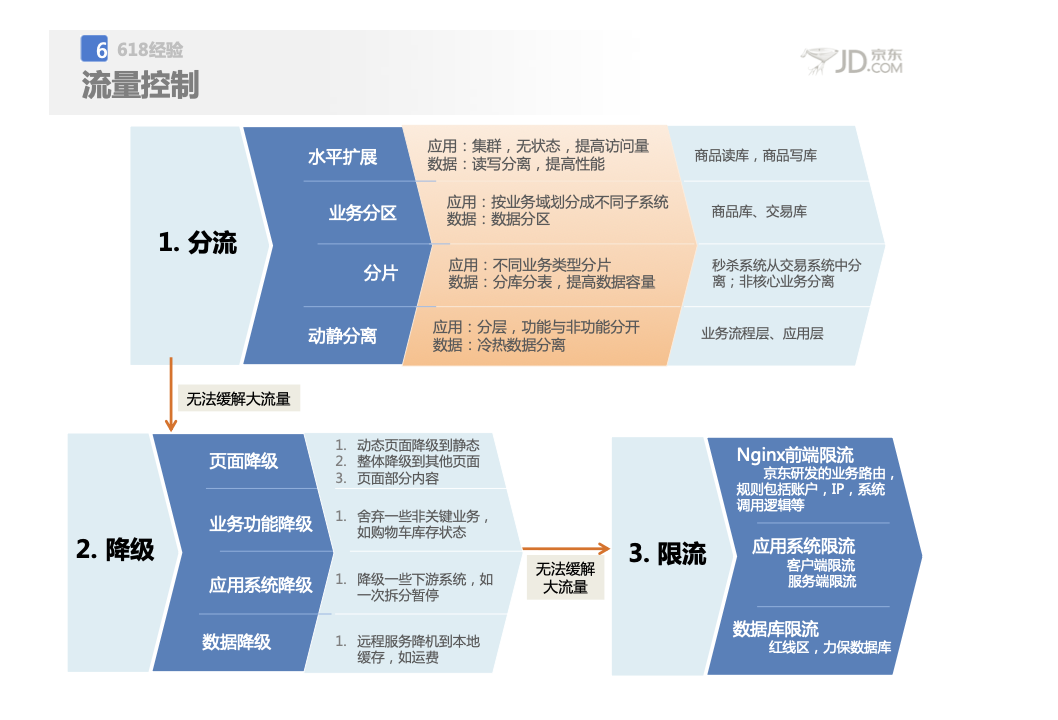 6 618经验
流量控制
JD 京东
.COM
1. 分流
水平扩展
应用：集群，无状态，提高访问量
数据：读写分离，提高性能
商品读库，商品写库
业务分区
应用：按业务域划分成不同子系统
数据：数据分区
商品库、交易库
分片
应用：不同业务类型分片
数据：分库分表，提高数据容量
秒杀系统从交易系统中分
离；非核心业务分离
动静分离
应用：分层，功能与非功能分开
数据：冷热数据分离
业务流程层、应用层
无法缓解大流量
2. 降级
页面降级
1. 动态页面降级到静态
2. 整体降级到其他页面
3. 页面部分内容
业务功能降级
1. 舍弃一些非关键业务，
如购物车库存状态
应用系统降级
1. 降级一些下游系统，如
一次拆分暂停
数据降级
1. 远程服务降机到本地
缓存，如运费
无法缓解
大流量
3. 限流
Nginx前端限流
京东研发的业务路由，
规则包括账户，IP，系统
调用逻辑等
应用系统限流
客户端限流
服务端限流
数据库限流
红线区，力保数据库